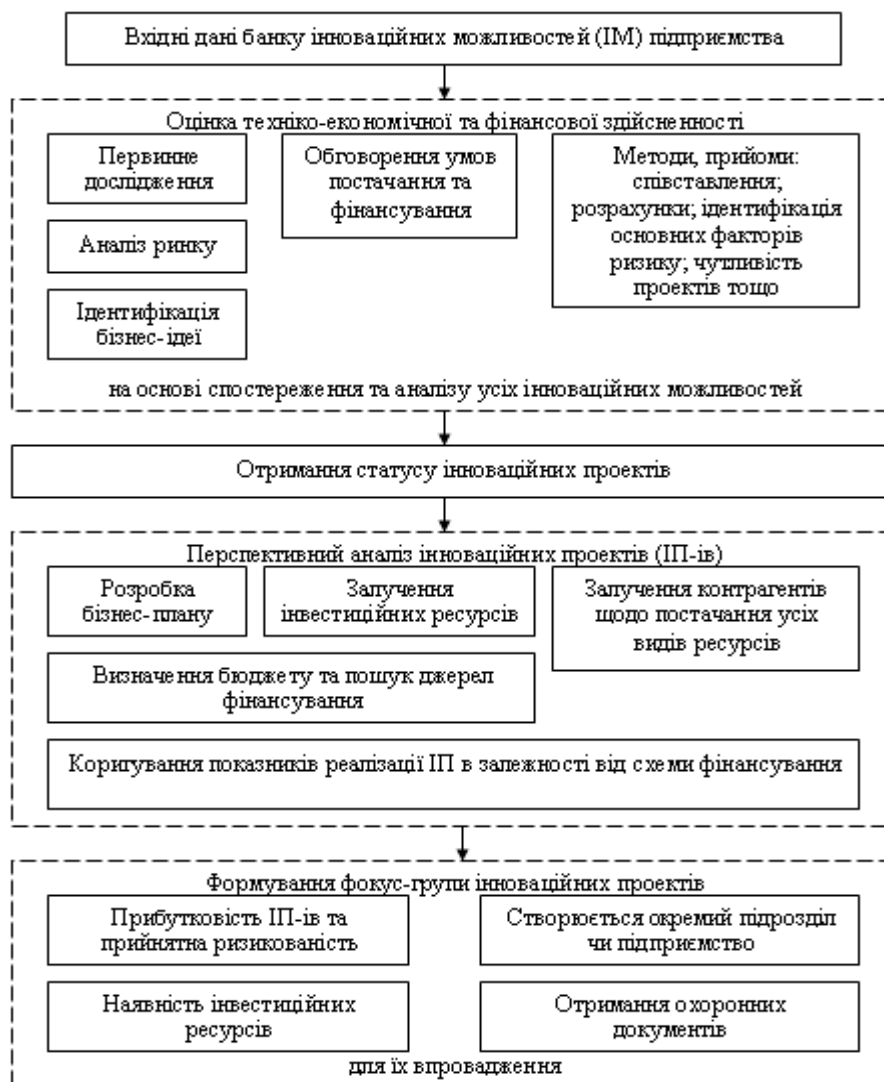 Вхідні дані банку інноваційних можливостей (ІМ) підприємства
Оцінка техніко-економічної та фінансової здійсненності
Первинне
дослідження
Аналіз ринку
Ідентифікація
бізнес-ідеї
Обговорення умов
постачання та
фінансування
Методи, прийоми:
співставлення;
розрахунки; ідентифікація
основних факторів
ризику; чутливість
проектів тощо
на основі спостереження та аналізу усіх інноваційних можливостей
Отримання статусу інноваційних проектів
Перспективний аналіз інноваційних проектів (ІП-ів)
Розробка
бізнес-плану
Залучення
інвестиційних ресурсів
Залучення контрагентів
щодо постачання усіх
видів ресурсів
Визначення бюджету та пошук джерел
фінансування
Коригування показників реалізації ІП в залежності від схеми фінансування
Формування фокус-групи інноваційних проектів
Прибутковість ІП-ів та
прийнятна ризикованість
Створюється окремий підрозділ
чи підприємство
Наявність інвестиційних
ресурсів
Отримання охоронних
документів
для їх впровадження